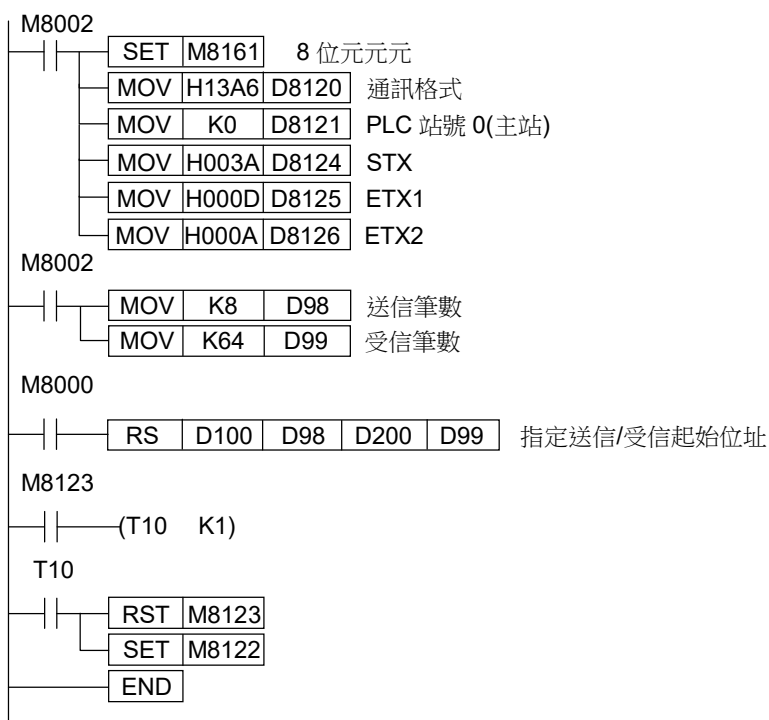 M8002
SET M8161 8 位元元元
MOV H13A6 D8120 通訊格式
MOV K0 D8121 PLC 站號 0(主站)
MOV H003A D8124 STX
MOV H000D D8125 ETX1
MOV H000A D8126 ETX2
M8002
MOV K8 D98 送信筆數
MOV K64 D99 受信筆數
M8000
RS D100 D98 D200 D99 指定送信/受信起始位址
M8123
(T10 K1)
T10
RST M8123
SET M8122
END